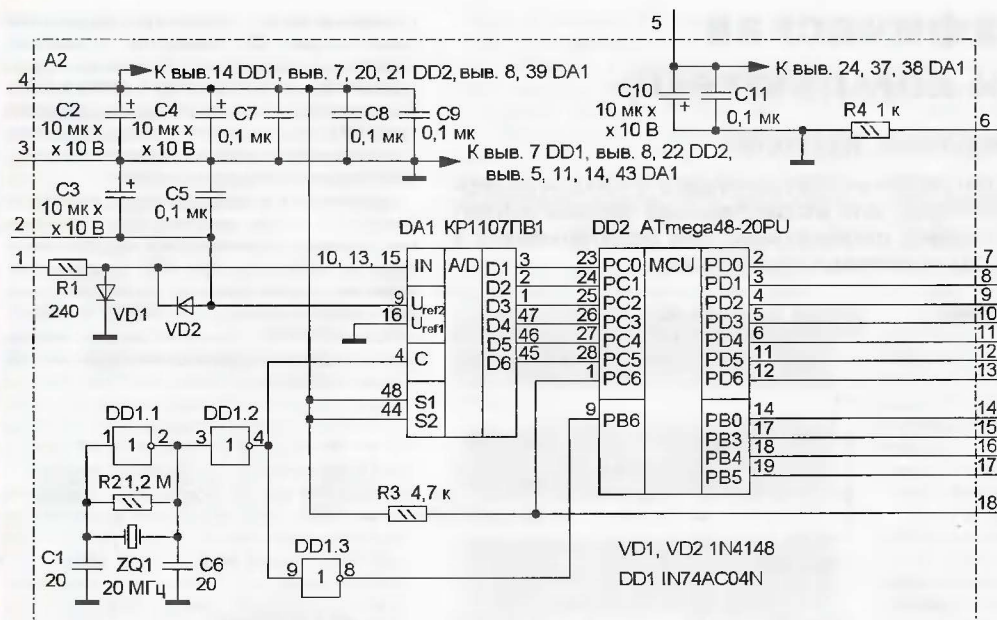 5
A2
К выв. 14 DD1, выв. 7, 20, 21 DD2, выв. 8, 39 DA1
К выв. 24, 37, 38 DA1
4
C2
10 мк х
х 10 В
C4
10 мк х
х 10 В
C7
0,1 мк
C8
0,1 мк
C9
0,1 мк
C10
10 мк х
х 10 В
C11
0,1 мк
R4 1 к
6
3
К выв. 7 DD1, выв. 8, 22 DD2,
выв. 5, 11, 14, 43 DA1
C3
10 мк х
х 10 В
C5
0,1 мк
2
DA1 КР1107ПВ1
DD2 ATmega48-20PU
1
R1
240
VD1
VD2
10, 13, 15
IN
A/D
9
Uref2
16
Uref1
4
C
48
S1
44
S2
D1
D2
D3
D4
D5
D6
3
2
1
47
46
45
23
24
25
26
27
28
1
9
PC0
PC1
PC2
PC3
PC4
PC5
PC6
PB6
MCU
PD0
PD1
PD2
PD3
PD4
PD5
PD6
PB0
PB3
PB4
PB5
2
3
4
5
6
11
12
14
17
18
19
7
8
9
10
11
12
13
14
15
16
17
18
DD1.1
1
1
2
DD1.2
3
1
4
R2 1,2 М
C1
20
ZQ1
20 МГц
C6
20
R3 4,7 к
DD1.3
9
1
8
VD1, VD2 1N4148
DD1 IN74AC04N